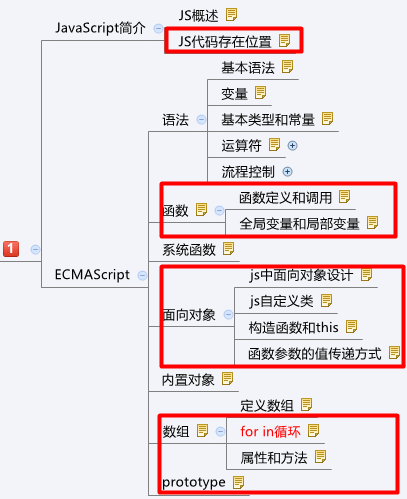 JS概述
JavaScript简介
JS代码存在位置
基本语法
变量
语法
基本类型和常量
运算符
流程控制
函数定义和调用
函数
全局变量和局部变量
1
系统函数
ECMAScript
js中面向对象设计
js自定义类
面向对象
构造函数和this
函数参数的值传递方式
内置对象
定义数组
数组
for in循环
属性和方法
prototype